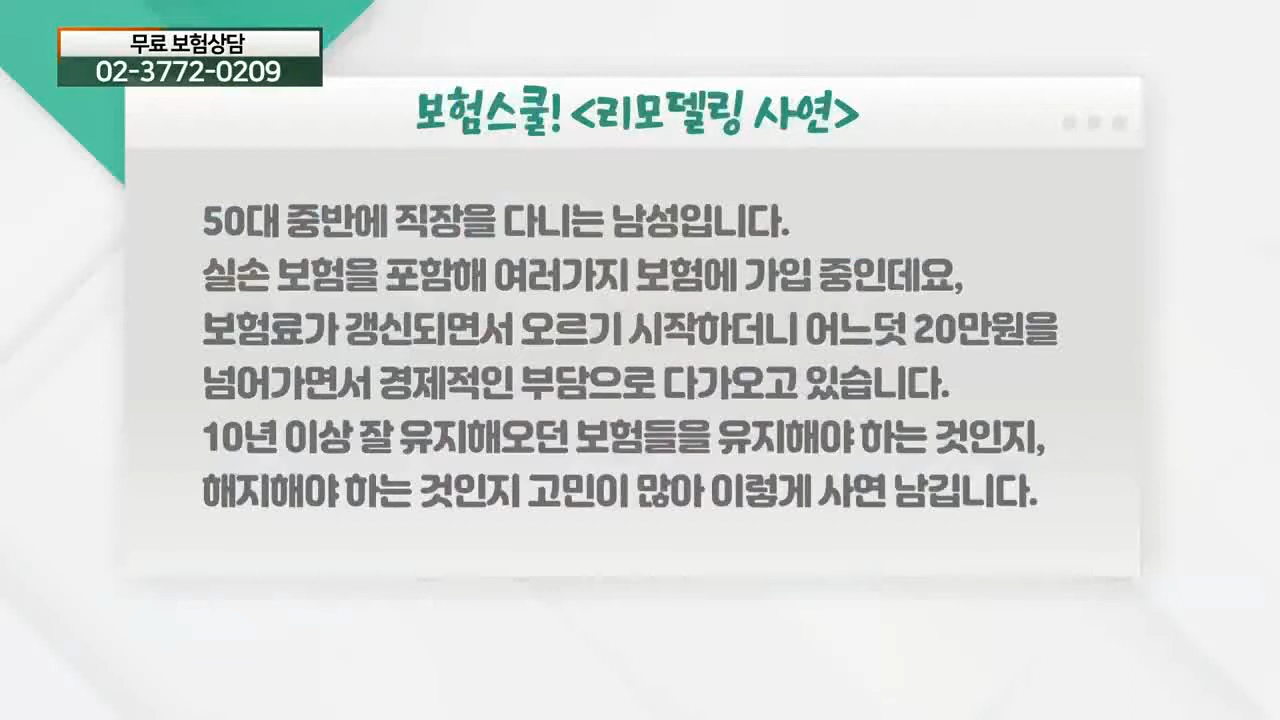 무료 보험상담
02-3772-0209
보험스쿨! <리모델링 사연>
50대 중반에 직장을 다니는 남성입니다.
실손 보험을 포함해 여러가지 보험에 가입 중인데요,
보험료가 갱신되면서 오르기 시작하더니 어느덧 20만원을
넘어가면서 경제적인 부담으로 다가오고 있습니다.
10년 이상 잘 유지해오던 보험들을 유지해야 하는 것인지,
해지해야 하는 것인지 고민이 많아 이렇게 사연 남깁니다.